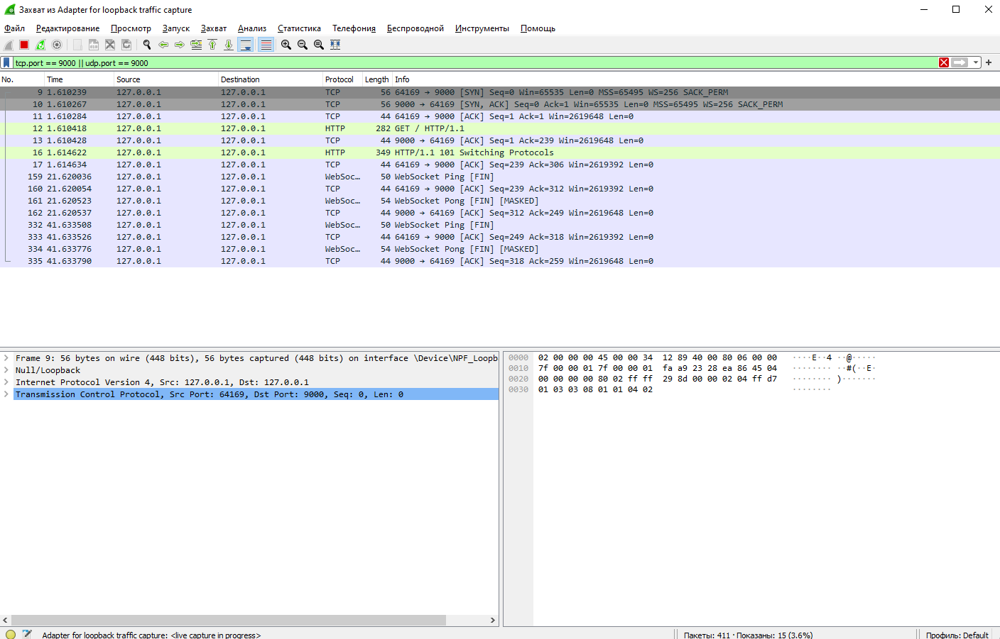 Захват из Adapter for loopback traffic capture
Файл Редактирование Просмотр Запуск Захват Анализ Статистика Телефония Беспроводной Инструменты Помощь
tcp.port == 9000 || udp.port == 9000
No. Time Source Destination Protocol Length Info
9 1.610239 127.0.0.1 127.0.0.1 TCP 56 64169 → 9000 [SYN] Seq=0 Win=65535 Len=0 MSS=65495 WS=256 SACK_PERM
10 1.610267 127.0.0.1 127.0.0.1 TCP 56 9000 → 64169 [SYN, ACK] Seq=0 Ack=1 Win=65535 Len=0 MSS=65495 WS=256 SACK_PERM
11 1.610284 127.0.0.1 127.0.0.1 TCP 44 64169 → 9000 [ACK] Seq=1 Ack=1 Win=2619648 Len=0
12 1.610418 127.0.0.1 127.0.0.1 HTTP 282 GET / HTTP/1.1
13 1.610428 127.0.0.1 127.0.0.1 TCP 44 9000 → 64169 [ACK] Seq=1 Ack=239 Win=2619648 Len=0
16 1.614622 127.0.0.1 127.0.0.1 HTTP 349 HTTP/1.1 101 Switching Protocols
17 1.614634 127.0.0.1 127.0.0.1 TCP 44 64169 → 9000 [ACK] Seq=239 Ack=306 Win=2619392 Len=0
159 21.620036 127.0.0.1 127.0.0.1 WebSoc… 50 WebSocket Ping [FIN]
160 21.620054 127.0.0.1 127.0.0.1 TCP 44 64169 → 9000 [ACK] Seq=239 Ack=312 Win=2619392 Len=0
161 21.620523 127.0.0.1 127.0.0.1 WebSoc… 54 WebSocket Pong [FIN] [MASKED]
162 21.620537 127.0.0.1 127.0.0.1 TCP 44 9000 → 64169 [ACK] Seq=312 Ack=249 Win=2619648 Len=0
332 41.633508 127.0.0.1 127.0.0.1 WebSoc… 50 WebSocket Ping [FIN]
333 41.633526 127.0.0.1 127.0.0.1 TCP 44 64169 → 9000 [ACK] Seq=249 Ack=318 Win=2619392 Len=0
334 41.633776 127.0.0.1 127.0.0.1 WebSoc… 54 WebSocket Pong [FIN] [MASKED]
335 41.633790 127.0.0.1 127.0.0.1 TCP 44 9000 → 64169 [ACK] Seq=318 Ack=259 Win=2619648 Len=0
Frame 9: 56 bytes on wire (448 bits), 56 bytes captured (448 bits) on interface \Device\NPF_Loopb
Null/Loopback
Internet Protocol Version 4, Src: 127.0.0.1, Dst: 127.0.0.1
Transmission Control Protocol, Src Port: 64169, Dst Port: 9000, Seq: 0, Len: 0
0000 02 00 00 00 45 00 00 34 12 89 40 00 80 06 00 00 ····E··4 ··@·····
0010 7f 00 00 01 7f 00 00 01 fa a9 23 28 ea 86 45 04 ········ ··#(··E·
0020 00 00 00 00 80 02 ff ff 29 8d 00 00 02 04 ff d7 ········ )·······
0030 01 03 03 08 01 01 04 02 ········
Adapter for loopback traffic capture: <live capture in progress>
Пакеты: 411 · Показаны: 15 (3.6%)
Профиль: Default